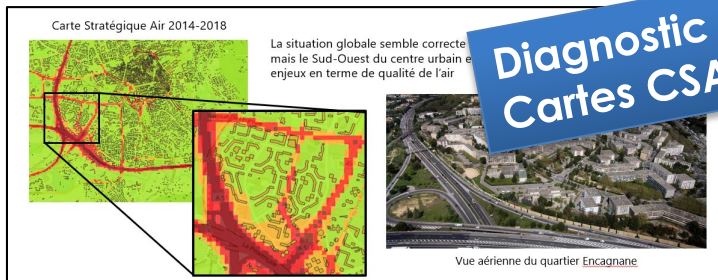 Carte Stratégique Air 2014-2018
La situation globale semble correcte
mais le Sud-Ouest du centre urbain e
enjeux en terme de qualité de l'air
Diagnostic
Cartes CSA
Vue aérienne du quartier Encagnane